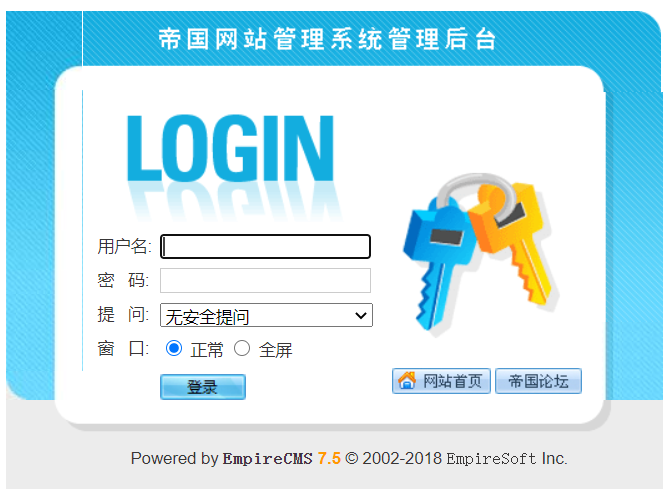 帝国网站管理系统管理后台
LOGIN
用户名:
密 码:
提 问: 无安全提问
窗 口: 正常 全屏
登录 网站首页 帝国论坛
Powered by EmpireCMS 7.5 © 2002-2018 EmpireSoft Inc.